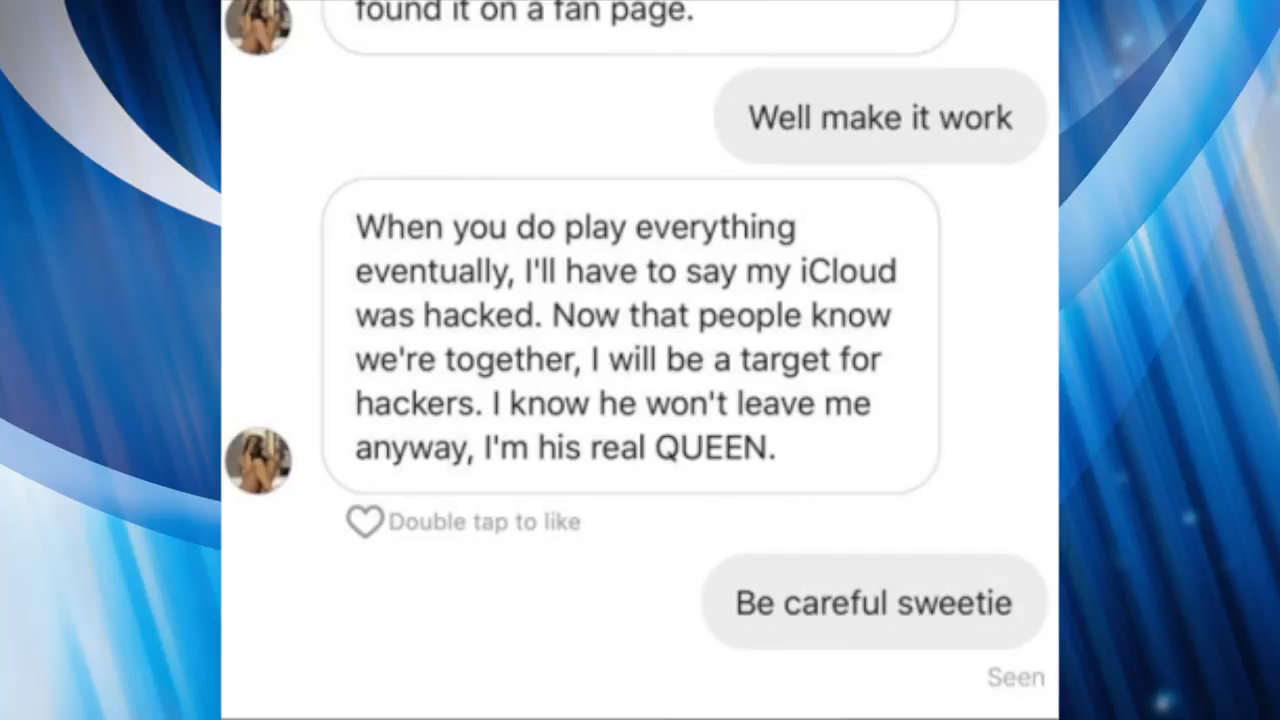 found it on a fan page.
Well make it work
When you do play everything
eventually, I'll have to say my iCloud
was hacked. Now that people know
we're together, I will be a target for
hackers. I know he won't leave me
anyway, I'm his real QUEEN.
Double tap to like
Be careful sweetie
Seen